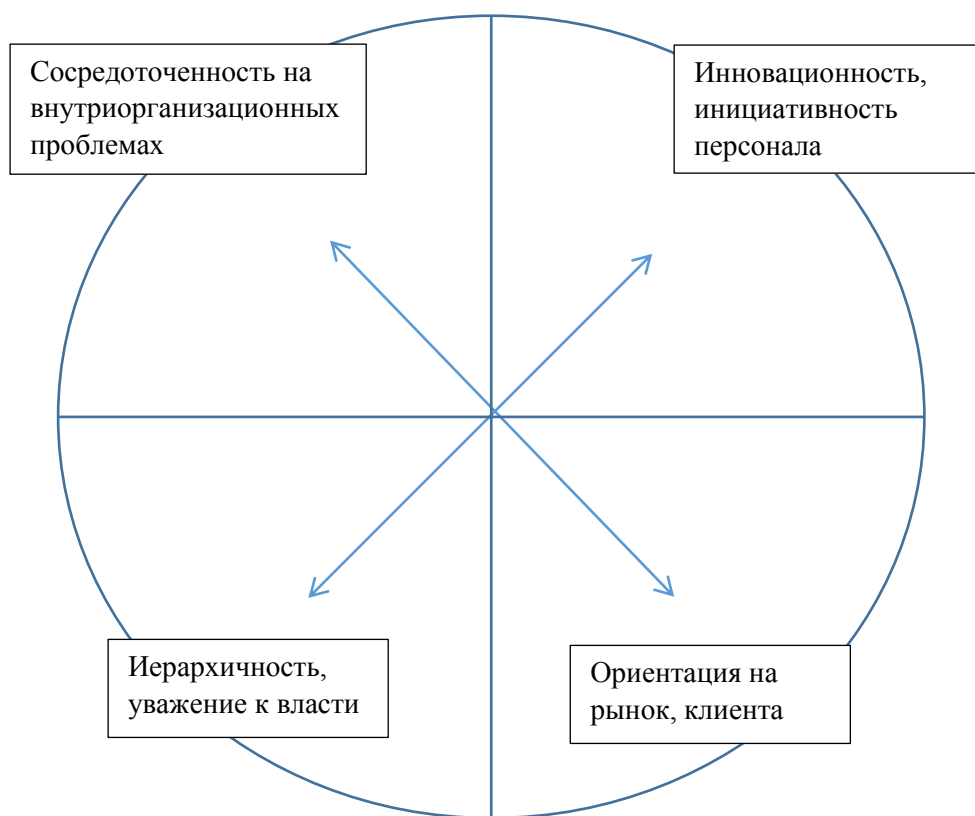 Сосредоточенность на
внутриорганизационных
проблемах
Инновационность,
инициативность
персонала
Иерархичность,
уважение к власти
Ориентация на
рынок, клиента